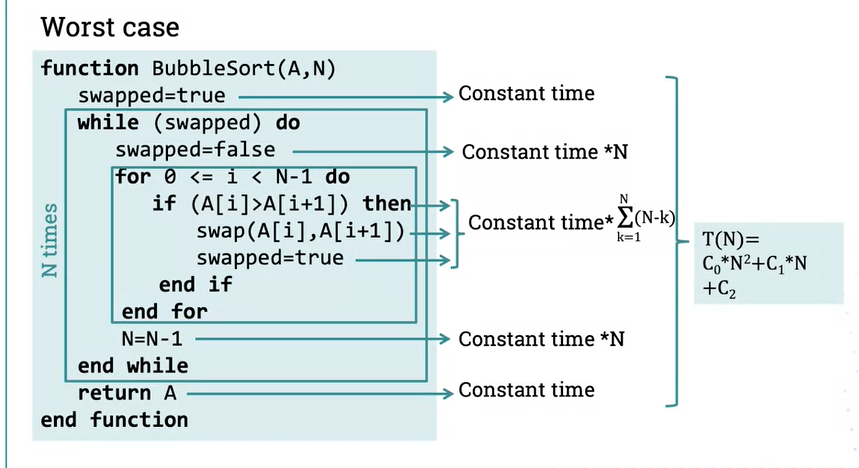 Worst case
function BubbleSort(A,N)
swapped=true
Constant time
while (swapped) do
swapped=false
Constant time *N
for 0 <= i < N-1 do
if (A[i]>A[i+1]) then
swap(A[i],A[i+1])
swapped=true
Constant time* N∑k=1 (N-k)
end if
end for
N=N-1
Constant time *N
end while
return A
Constant time
end function
N times
T(N)=
C₀*N²+C₁*N
+C₂